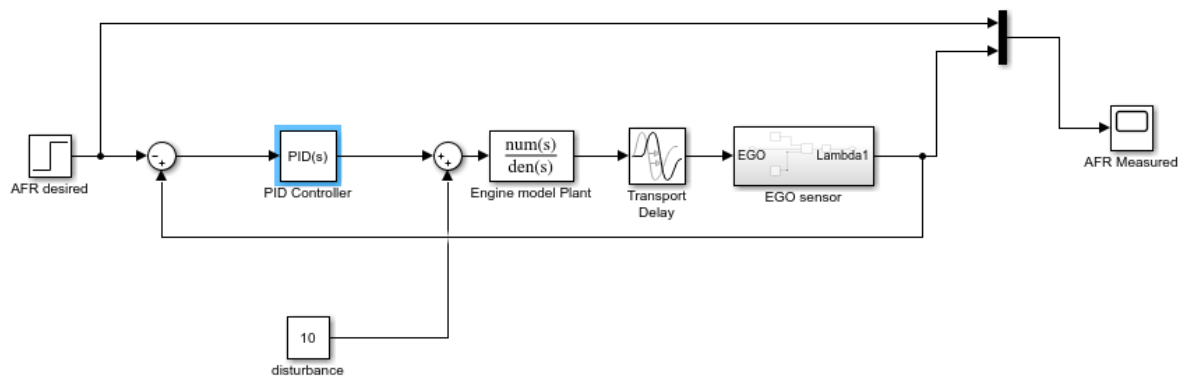 AFR desired
-
+
PID(s)
PID Controller
+
+
num(s)
den(s)
Engine model Plant
Transport
Delay
EGO
Lambda1
EGO sensor
AFR Measured
10
disturbance